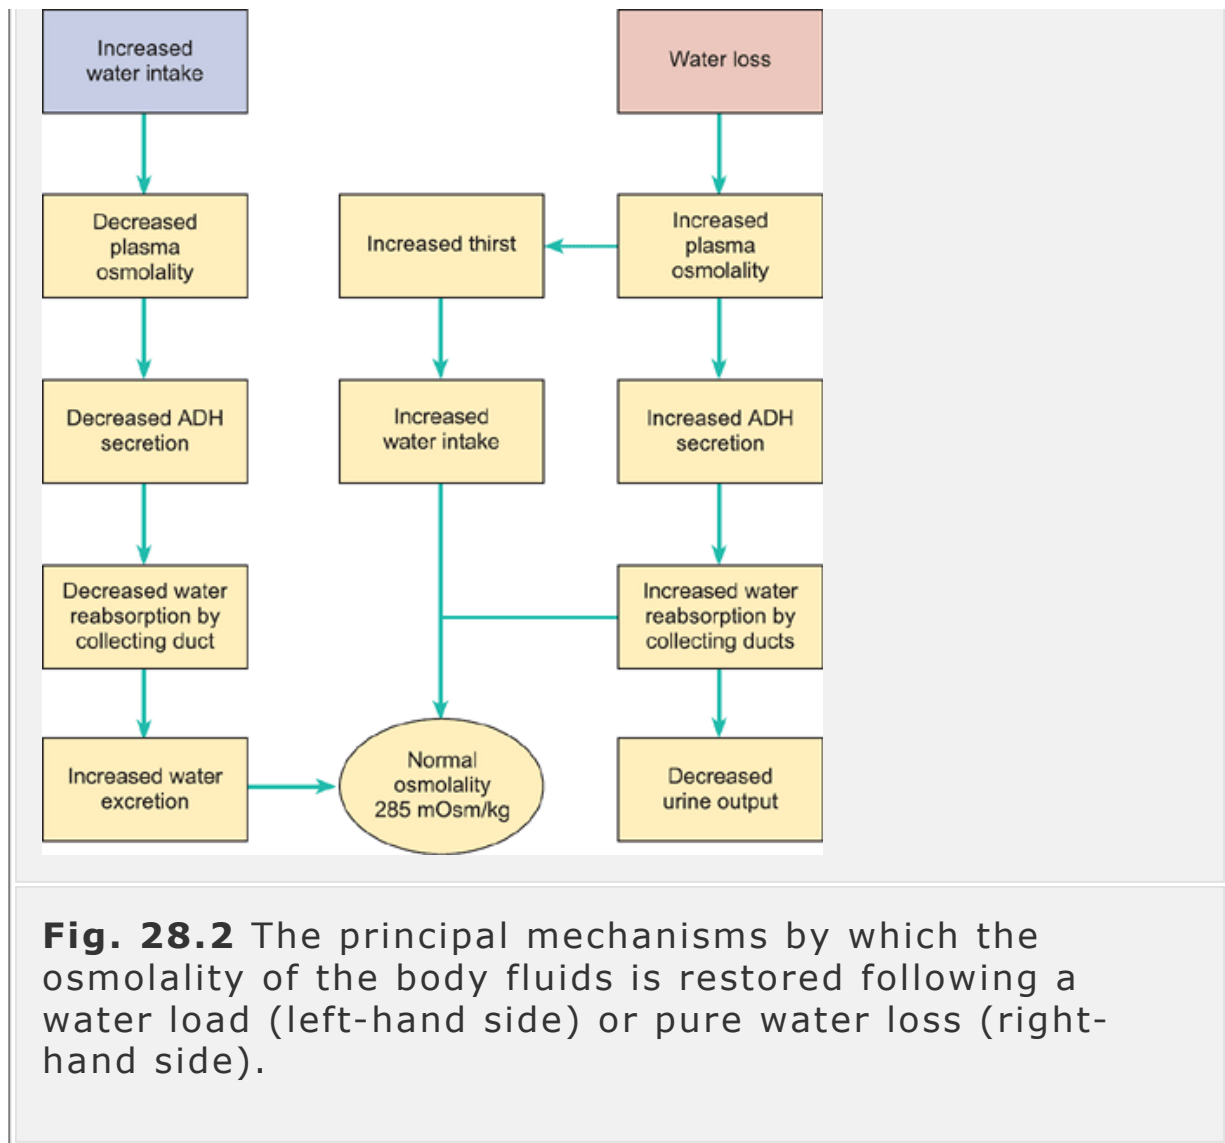 Increased
water intake
Water loss
Decreased
plasma
osmolality
Increased thirst
Increased
plasma
osmolality
Decreased ADH
secretion
Increased
water intake
Increased ADH
secretion
Decreased water
reabsorption by
collecting duct
Increased water
reabsorption by
collecting ducts
Increased water
excretion
Normal
osmolality
285 mOsm/kg
Decreased
urine output
Fig. 28.2 The principal mechanisms by which the
osmolality of the body fluids is restored following a
water load (left-hand side) or pure water loss (right-
hand side).